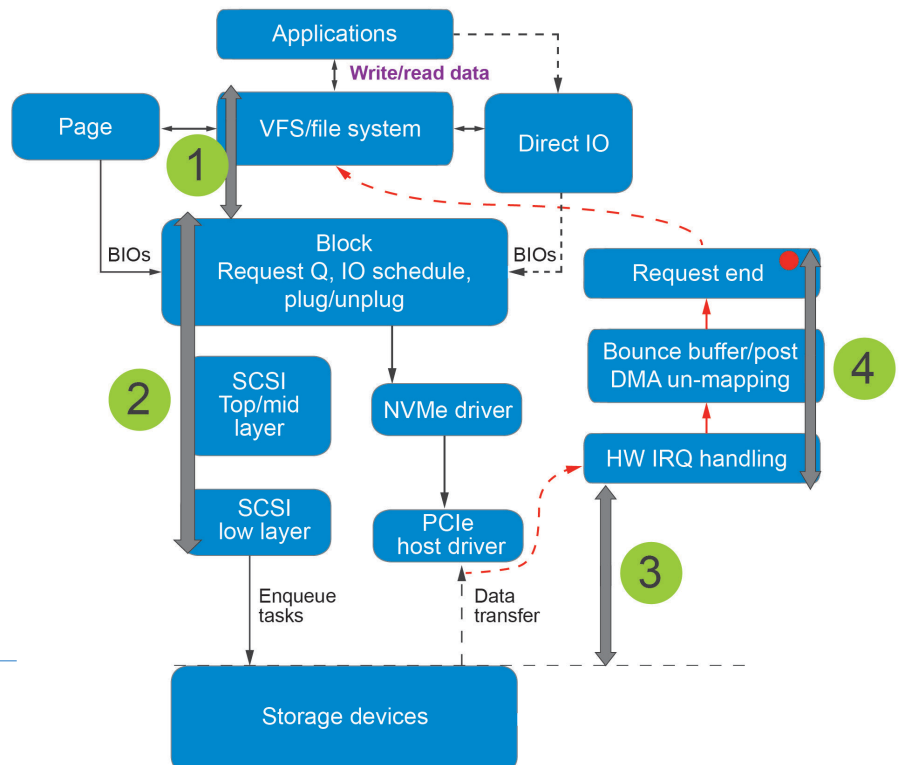 Applications
Write/read data
Page
VFS/file system
Direct IO
1
BIOs
Block
Request Q, IO schedule,
plug/unplug
BIOs
Request end
2
SCSI
Top/mid
layer
NVMe driver
Bounce buffer/post
DMA un-mapping
4
HW IRQ handling
SCSI
low layer
PCIe
host driver
3
Enqueue
tasks
Data
transfer
Storage devices